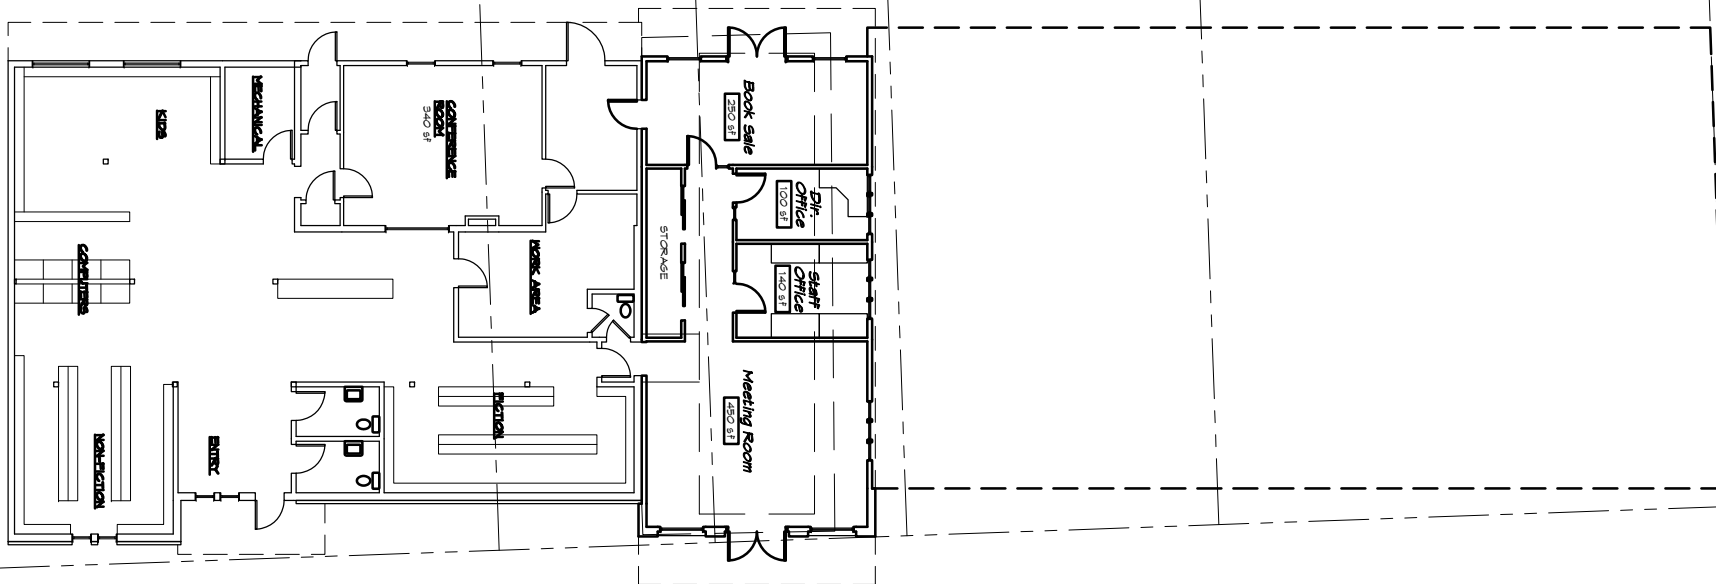 KIDS
MECHANICAL
CONFERENCE
ROOM
340 sf
Book Sale
250 sf
Dir.
Office
100 sf
STORAGE
COMPUTERS
WORK AREA
Staff
Office
140 sf
Meeting Room
450 sf
FICTION
ENTRY
NON-FICTION